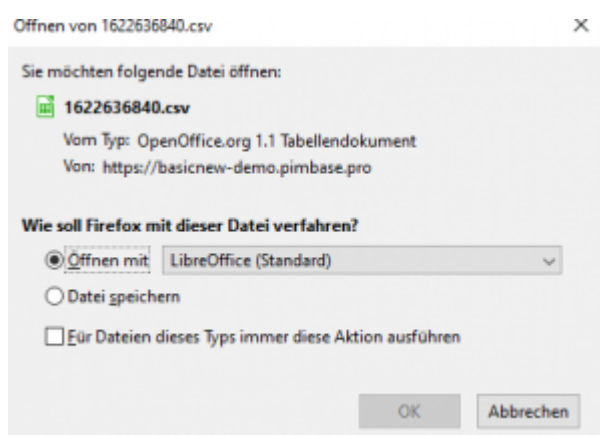 Öffnen von 1622636840.csv
Sie möchten folgende Datei öffnen:
1622636840.csv
Vom Typ: OpenOffice.org 1.1 Tabellendokument
Von: https://basicnew-demo.pimbase.pro
Wie soll Firefox mit dieser Datei verfahren?
Öffnen mit LibreOffice (Standard)
Datei speichern
Für Dateien dieses Typs immer diese Aktion ausführen
OK Abbrechen